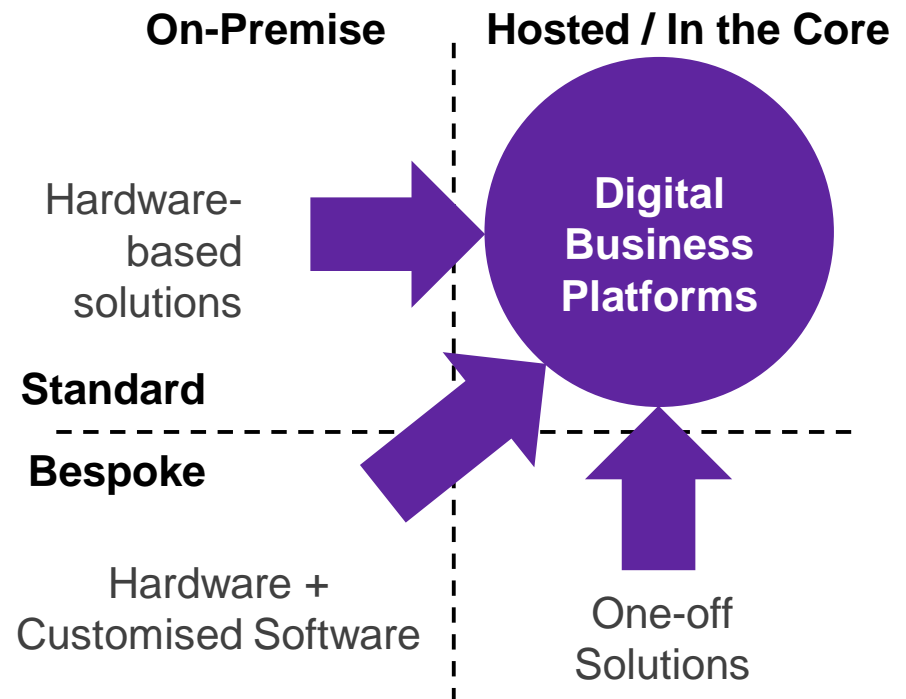 On-Premise
Hosted / In the Core
Hardware-
based
solutions
Digital
Business
Platforms
Standard
Bespoke
Hardware +
Customised Software
One-off
Solutions